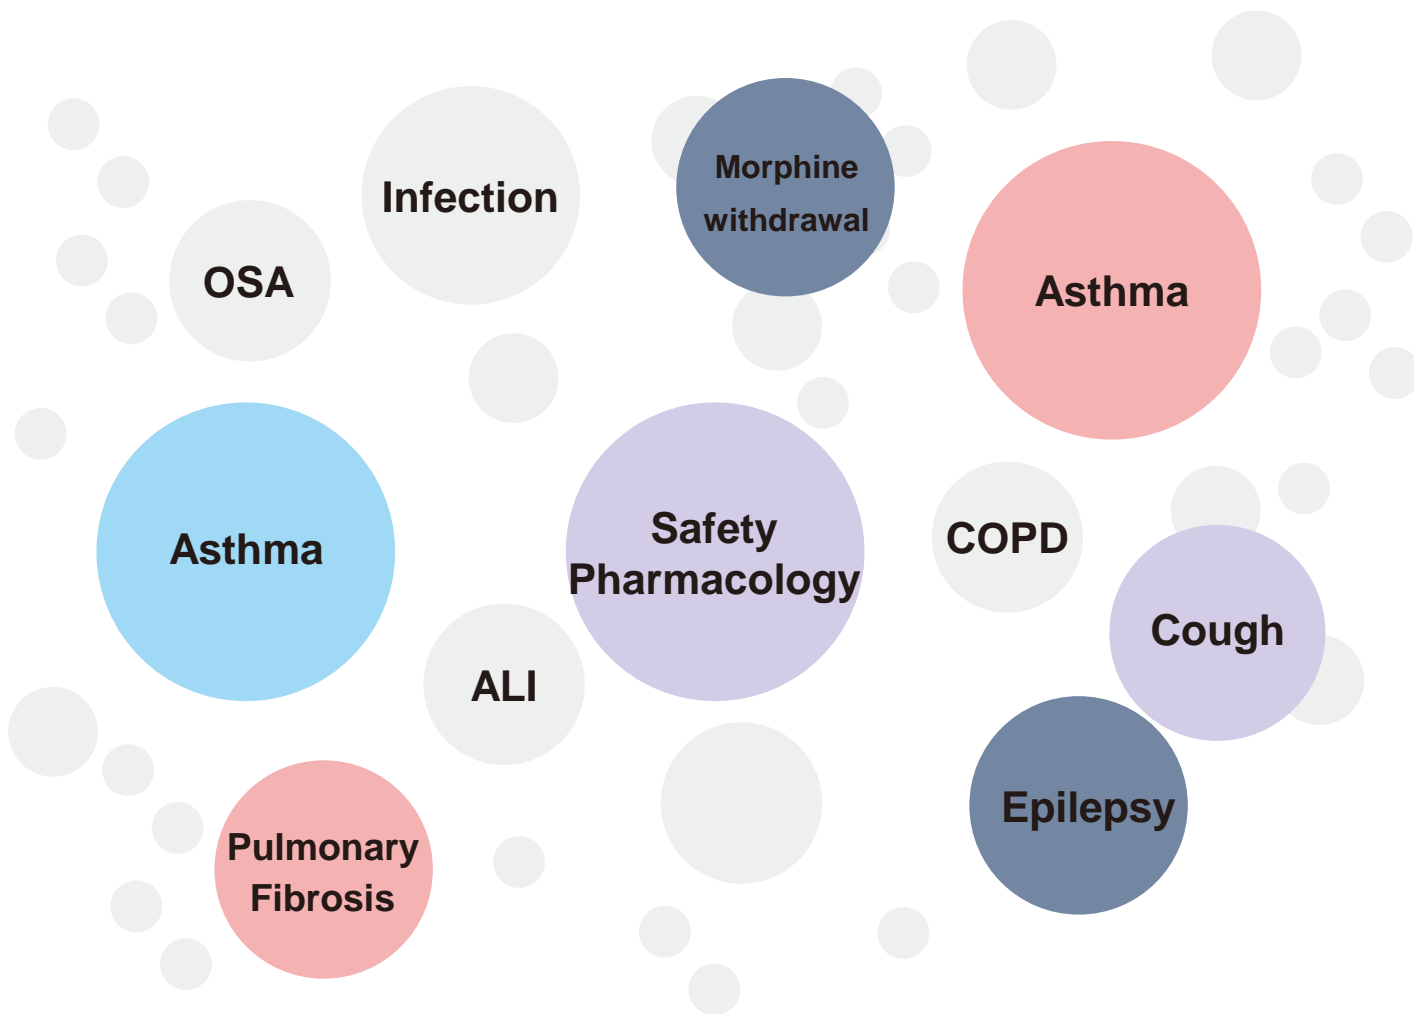 Morphine
withdrawal
Infection
OSA
Asthma
Asthma
Safety
Pharmacology
COPD
Cough
ALI
Epilepsy
Pulmonary
Fibrosis